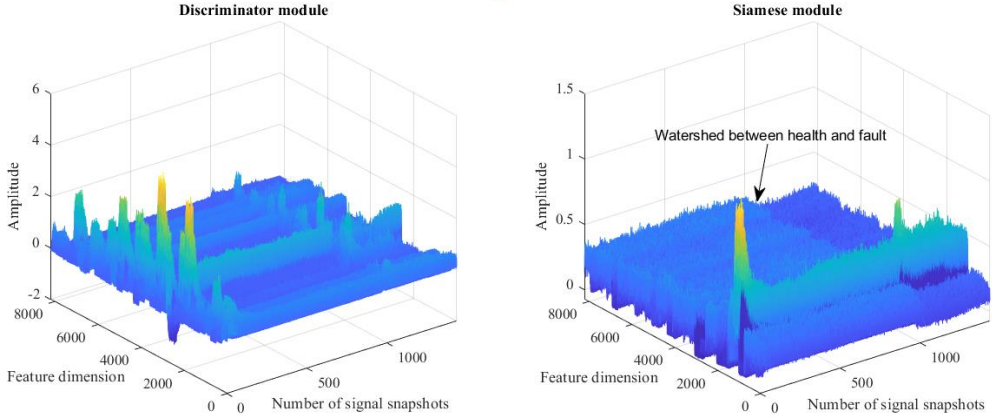 Discriminator module
6
4
2
0
-2
Amplitude
8000
6000
4000
2000
0
Feature dimension
0
500
1000
Number of signal snapshots
Siamese module
1.5
1
0.5
0
Amplitude
Watershed between health and fault
8000
6000
4000
2000
0
Feature dimension
0
500
1000
Number of signal snapshots